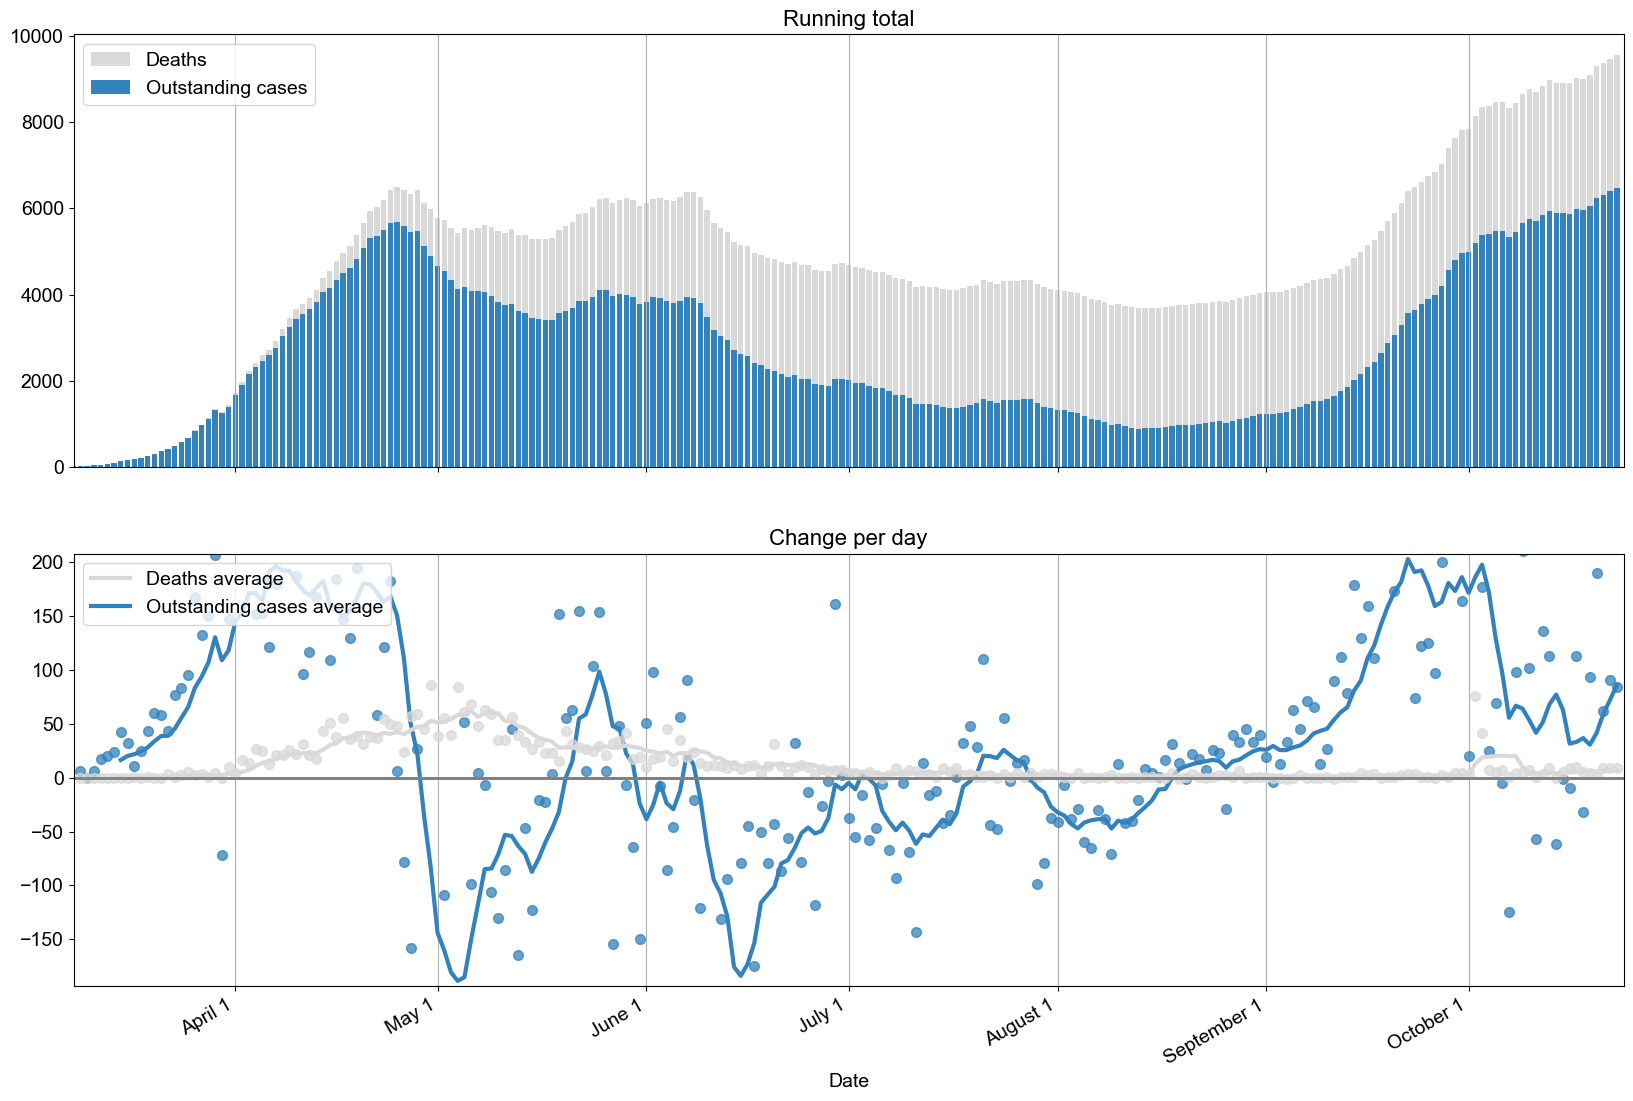 Running total
10000
8000
6000
4000
2000
0
Deaths
Outstanding cases
Change per day
200
150
100
50
0
−50
−100
−150
Deaths average
Outstanding cases average
April 1
May 1
June 1
July 1
August 1
September 1
October 1
Date